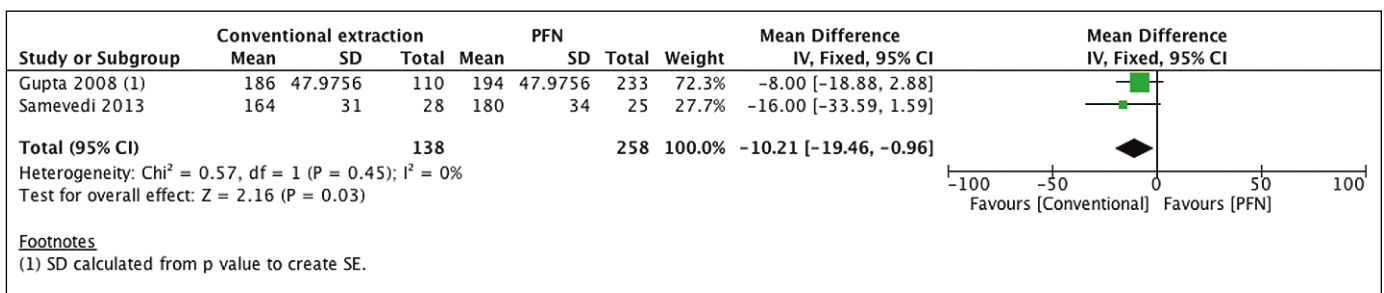 Conventional extraction PFN Mean Difference Mean Difference
Study or Subgroup Mean SD Total Mean SD Total Weight IV, Fixed, 95% CI IV, Fixed, 95% CI
Gupta 2008 (1) 186 47.9756 110 194 47.9756 233 72.3% -8.00 [-18.88, 2.88]
Samevedi 2013 164 31 28 180 34 25 27.7% -16.00 [-33.59, 1.59]
Total (95% CI) 138 258 100.0% -10.21 [-19.46, -0.96]
Heterogeneity: Chi² = 0.57, df = 1 (P = 0.45); I² = 0%
Test for overall effect: Z = 2.16 (P = 0.03)
-100 -50 0 50 100
Favours [Conventional] Favours [PFN]
Footnotes
(1) SD calculated from p value to create SE.